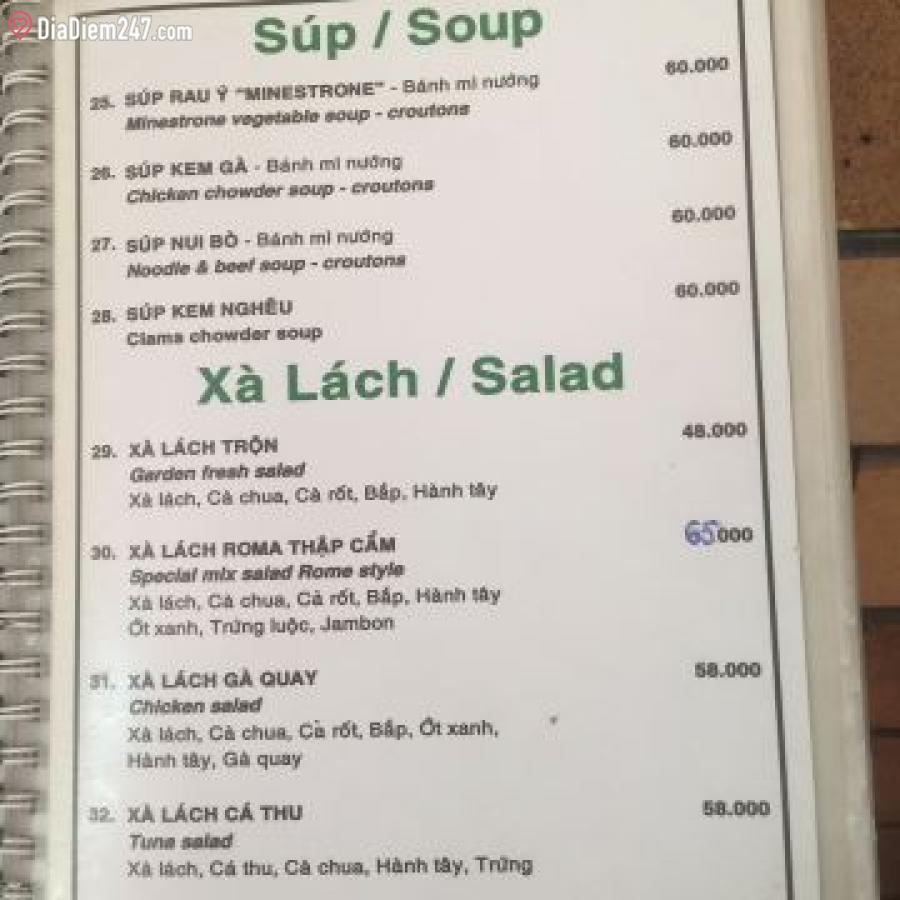 DiaDiem247.com
Súp / Soup
25. SÚP RAU Ý "MINESTRONE" - Bánh mì nướng 60.000
Minestrone vegetable soup - croutons
26. SÚP KEM GÀ - Bánh mì nướng 60.000
Chicken chowder soup - croutons
27. SÚP NUI BÒ - Bánh mì nướng 60.000
Noodle & beef soup - croutons
28. SÚP KEM NGHÊU 60.000
Clams chowder soup
Xà Lách / Salad
29. XÀ LÁCH TRỘN 48.000
Garden fresh salad
Xà lách, Cà chua, Cà rốt, Bắp, Hành tây
30. XÀ LÁCH ROMA THẬP CẨM 65000
Special mix salad Rome style
Xà lách, Cà chua, Cà rốt, Bắp, Hành tây
Ớt xanh, Trứng luộc, Jambon
31. XÀ LÁCH GÀ QUAY 58.000
Chicken salad
Xà lách, Cà chua, Cà rốt, Bắp, Ớt xanh,
Hành tây, Gà quay
32. XÀ LÁCH CÁ THU 58.000
Tuna salad
Xà lách, Cá thu, Cà chua, Hành tây, Trứng